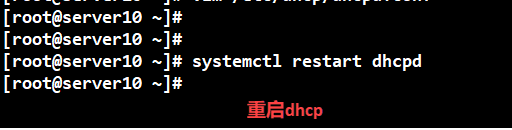 [root@server10 ~]#
[root@server10 ~]#
[root@server10 ~]# systemctl restart dhcpd
[root@server10 ~]#
重启dhcp